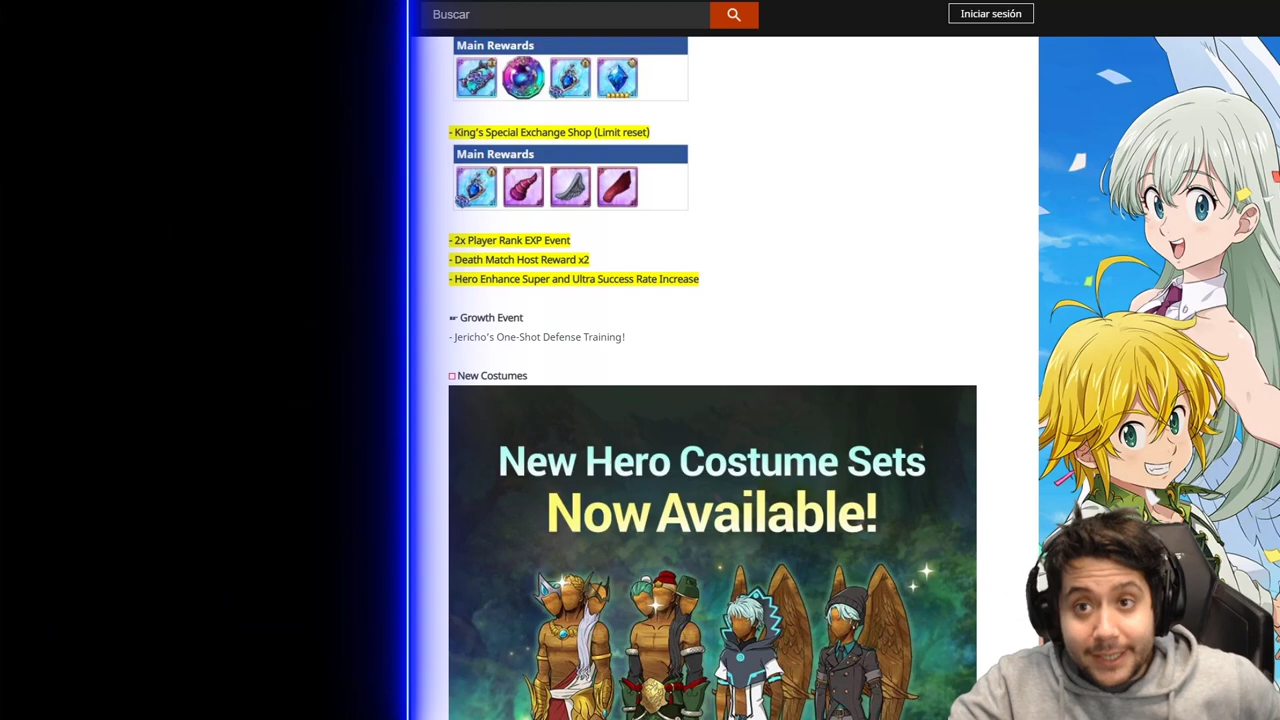 Buscar
Iniciar sesión
Main Rewards
- King's Special Exchange Shop (Limit reset)
Main Rewards
- 2x Player Rank EXP Event
- Death Match Host Reward x2
- Hero Enhance Super and Ultra Success Rate Increase
☛ Growth Event
- Jericho's One-Shot Defense Training!
□ New Costumes
New Hero Costume Sets
Now Available!